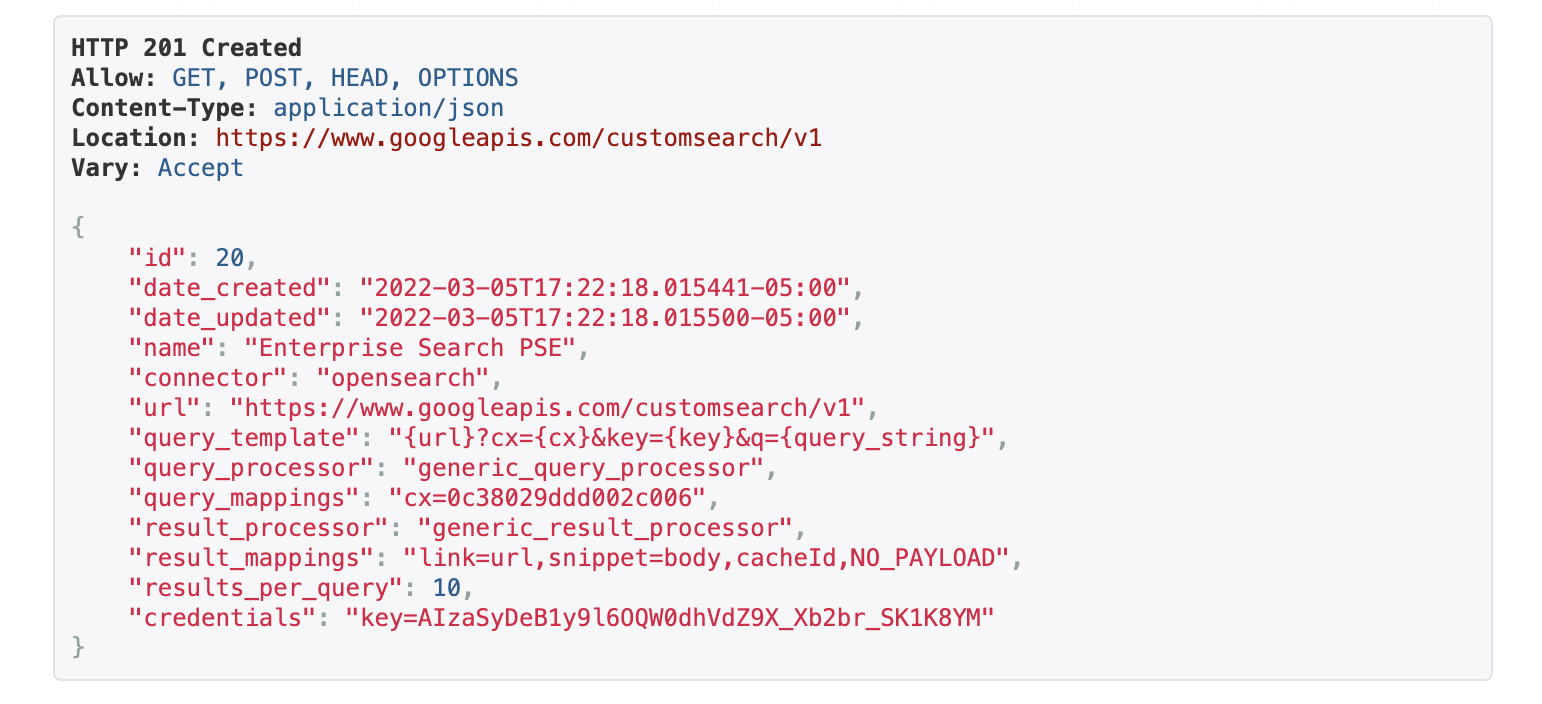 HTTP 201 Created
Allow: GET, POST, HEAD, OPTIONS
Content-Type: application/json
Location: https://www.googleapis.com/customsearch/v1
Vary: Accept

{
    "id": 20,
    "date_created": "2022-03-05T17:22:18.015441-05:00",
    "date_updated": "2022-03-05T17:22:18.015500-05:00",
    "name": "Enterprise Search PSE",
    "connector": "opensearch",
    "url": "https://www.googleapis.com/customsearch/v1",
    "query_template": "{url}?cx={cx}&key={key}&q={query_string}",
    "query_processor": "generic_query_processor",
    "query_mappings": "cx=0c38029ddd002c006",
    "result_processor": "generic_result_processor",
    "result_mappings": "link=url,snippet=body,cacheId,NO_PAYLOAD",
    "results_per_query": 10,
    "credentials": "key=AIzaSyDeB1y9l6OQW0dhVdZ9X_Xb2br_SK1K8YM"
}